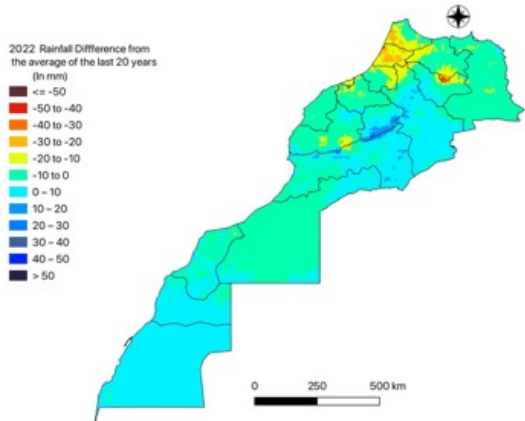 2022 Rainfall Diffference from
the average of the last 20 years
(In mm)
<= -50
-50 to -40
-40 to -30
-30 to -20
-20 to -10
-10 to 0
0 – 10
10 – 20
20 – 30
30 – 40
40 – 50
> 50
0 250 500 km